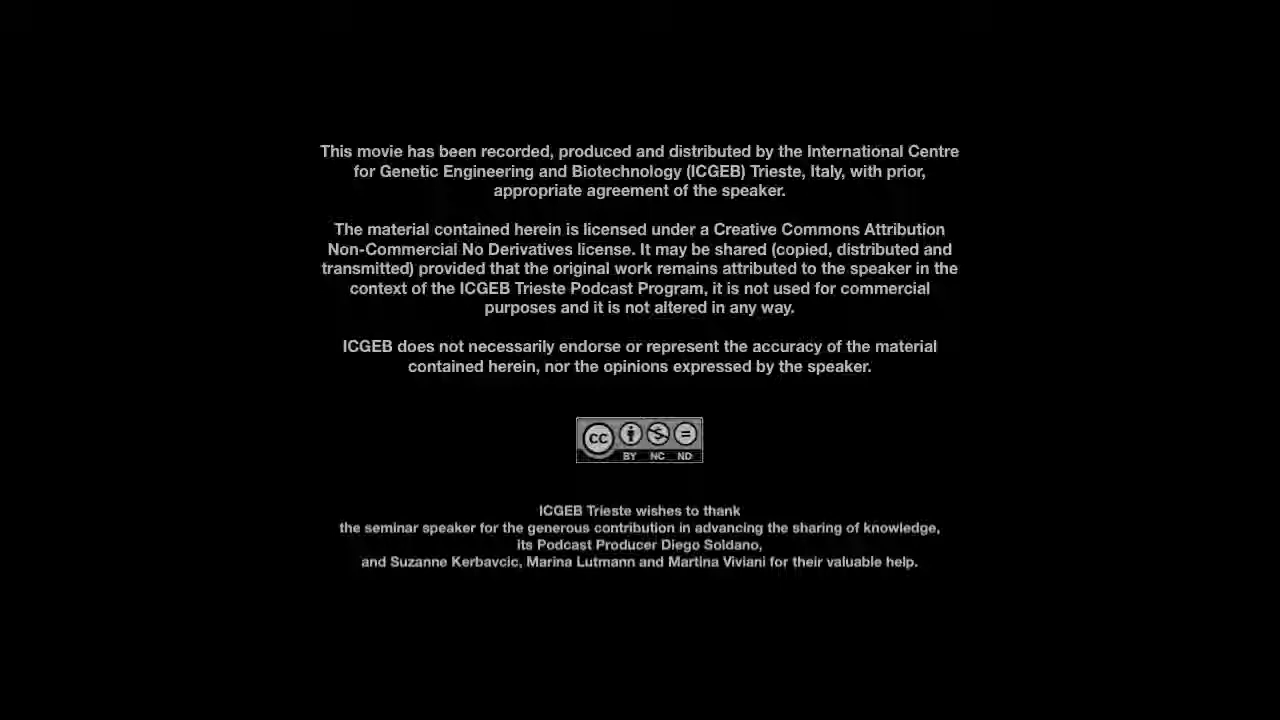 This movie has been recorded, produced and distributed by the International Centre
for Genetic Engineering and Biotechnology (ICGEB) Trieste, Italy, with prior,
appropriate agreement of the speaker.
The material contained herein is licensed under a Creative Commons Attribution
Non-Commercial No Derivatives license. It may be shared (copied, distributed and
transmitted) provided that the original work remains attributed to the speaker in the
context of the ICGEB Trieste Podcast Program, it is not used for commercial
purposes and it is not altered in any way.
ICGEB does not necessarily endorse or represent the accuracy of the material
contained herein, nor the opinions expressed by the speaker.
CC
BY NC ND
ICGEB Trieste wishes to thank
the seminar speaker for the generous contribution in advancing the sharing of knowledge,
its Podcast Producer Diego Soldano,
and Suzanne Kerbavcic, Marina Lutmann and Martina Viviani for their valuable help.